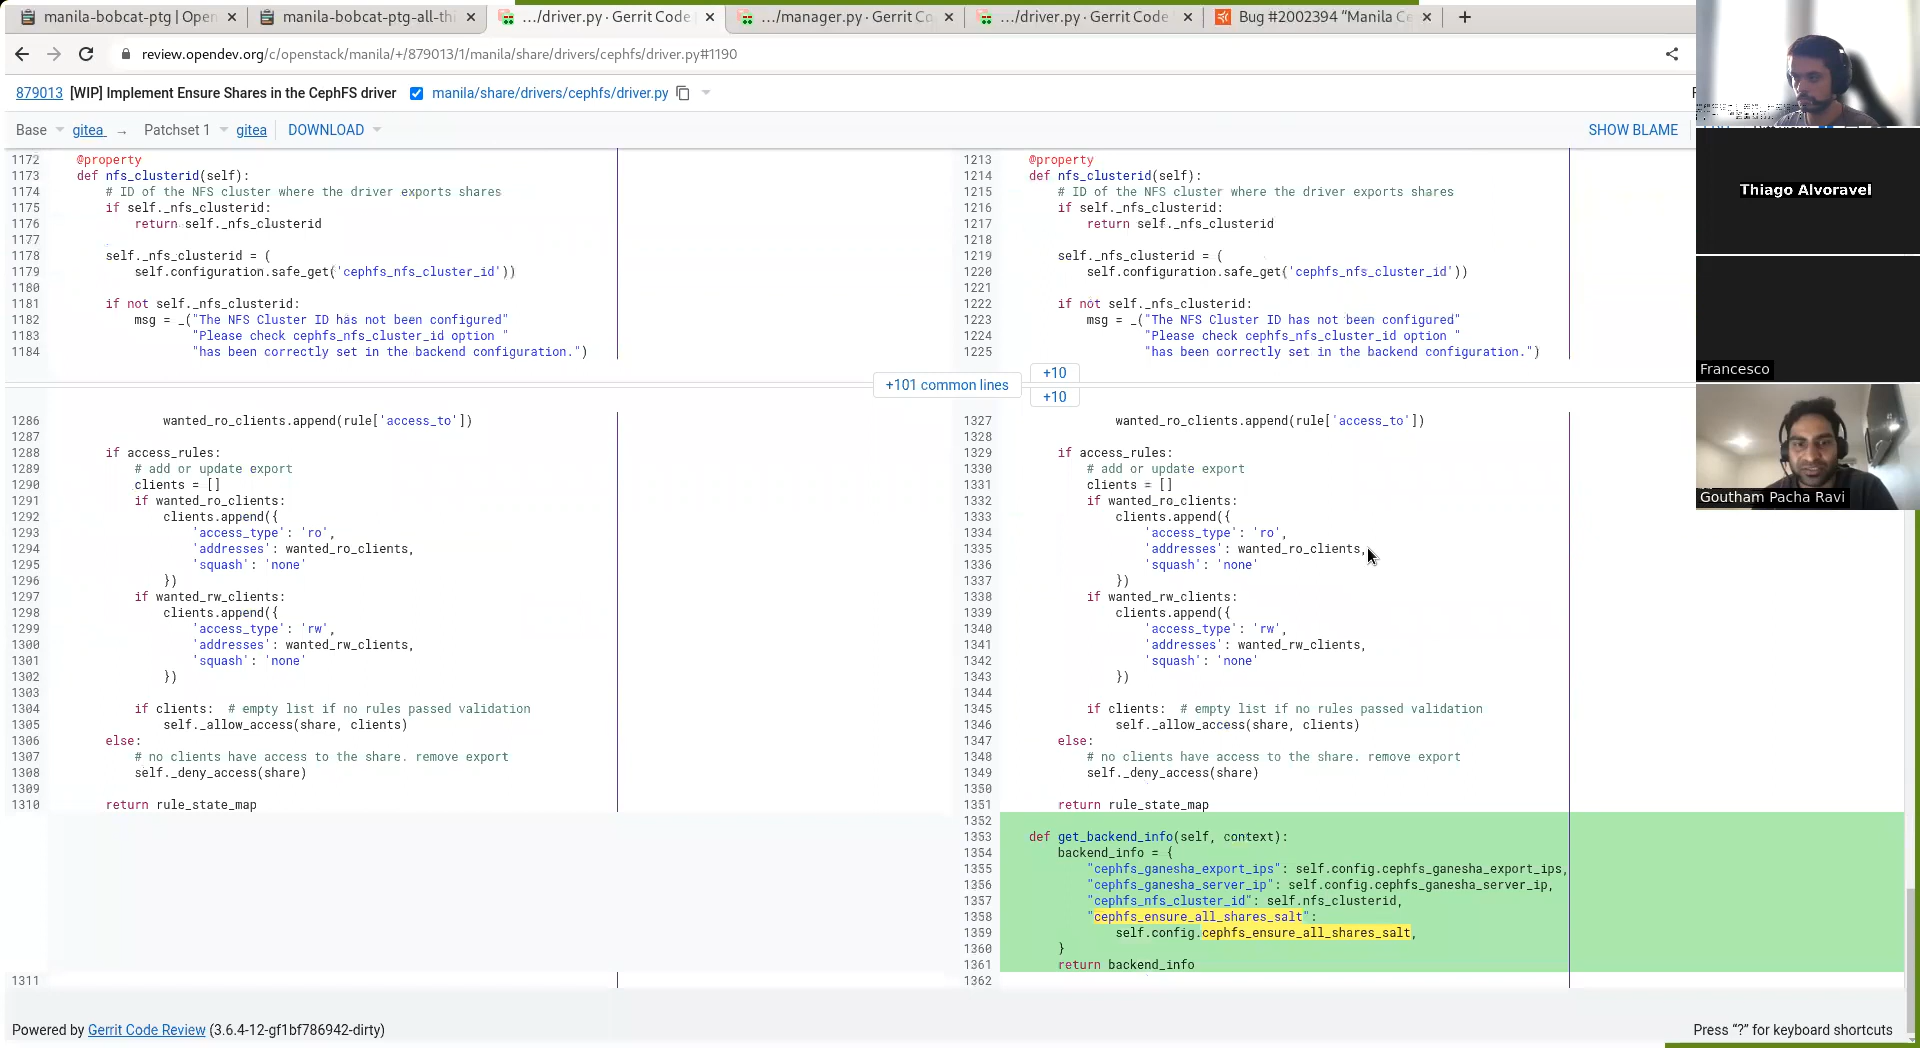 manila-bobcat-ptg | Open
manila-bobcat-ptg-all-thi
.../driver.py · Gerrit Code
.../manager.py · Gerrit Co
.../driver.py · Gerrit Code
Bug #2002394 “Manila Ce
review.opendev.org/c/openstack/manila/+/879013/1/manila/share/drivers/cephfs/driver.py#1190
879013 [WIP] Implement Ensure Shares in the CephFS driver manila/share/drivers/cephfs/driver.py
Base gitea → Patchset 1 gitea DOWNLOAD SHOW BLAME
1172 @property
1173 def nfs_clusterid(self):
1174 # ID of the NFS cluster where the driver exports shares
1175 if self._nfs_clusterid:
1176 return self._nfs_clusterid
1177
1178 self._nfs_clusterid = (
1179 self.configuration.safe_get('cephfs_nfs_cluster_id'))
1180
1181 if not self._nfs_clusterid:
1182 msg = _("The NFS Cluster ID has not been configured"
1183 "Please check cephfs_nfs_cluster_id option "
1184 "has been correctly set in the backend configuration.")
1213 @property
1214 def nfs_clusterid(self):
1215 # ID of the NFS cluster where the driver exports shares
1216 if self._nfs_clusterid:
1217 return self._nfs_clusterid
1218
1219 self._nfs_clusterid = (
1220 self.configuration.safe_get('cephfs_nfs_cluster_id'))
1221
1222 if not self._nfs_clusterid:
1223 msg = _("The NFS Cluster ID has not been configured"
1224 "Please check cephfs_nfs_cluster_id option "
1225 "has been correctly set in the backend configuration.")
+10
+101 common lines
+10
1286 wanted_ro_clients.append(rule['access_to'])
1287
1288 if access_rules:
1289 # add or update export
1290 clients = []
1291 if wanted_ro_clients:
1292 clients.append({
1293 'access_type': 'ro',
1294 'addresses': wanted_ro_clients,
1295 'squash': 'none'
1296 })
1297 if wanted_rw_clients:
1298 clients.append({
1299 'access_type': 'rw',
1300 'addresses': wanted_rw_clients,
1301 'squash': 'none'
1302 })
1303
1304 if clients: # empty list if no rules passed validation
1305 self._allow_access(share, clients)
1306 else:
1307 # no clients have access to the share. remove export
1308 self._deny_access(share)
1309
1310 return rule_state_map
1311
1327 wanted_ro_clients.append(rule['access_to'])
1328
1329 if access_rules:
1330 # add or update export
1331 clients = []
1332 if wanted_ro_clients:
1333 clients.append({
1334 'access_type': 'ro',
1335 'addresses': wanted_ro_clients,
1336 'squash': 'none'
1337 })
1338 if wanted_rw_clients:
1339 clients.append({
1340 'access_type': 'rw',
1341 'addresses': wanted_rw_clients,
1342 'squash': 'none'
1343 })
1344
1345 if clients: # empty list if no rules passed validation
1346 self._allow_access(share, clients)
1347 else:
1348 # no clients have access to the share. remove export
1349 self._deny_access(share)
1350
1351 return rule_state_map
1352
1353 def get_backend_info(self, context):
1354 backend_info = {
1355 "cephfs_ganesha_export_ips": self.config.cephfs_ganesha_export_ips,
1356 "cephfs_ganesha_server_ip": self.config.cephfs_ganesha_server_ip,
1357 "cephfs_nfs_cluster_id": self.nfs_clusterid,
1358 "cephfs_ensure_all_shares_salt":
1359 self.config.cephfs_ensure_all_shares_salt,
1360 }
1361 return backend_info
1362
Thiago Alvoravel
Francesco
Goutham Pacha Ravi
Powered by Gerrit Code Review (3.6.4-12-gf1bf786942-dirty)
Press “?” for keyboard shortcuts